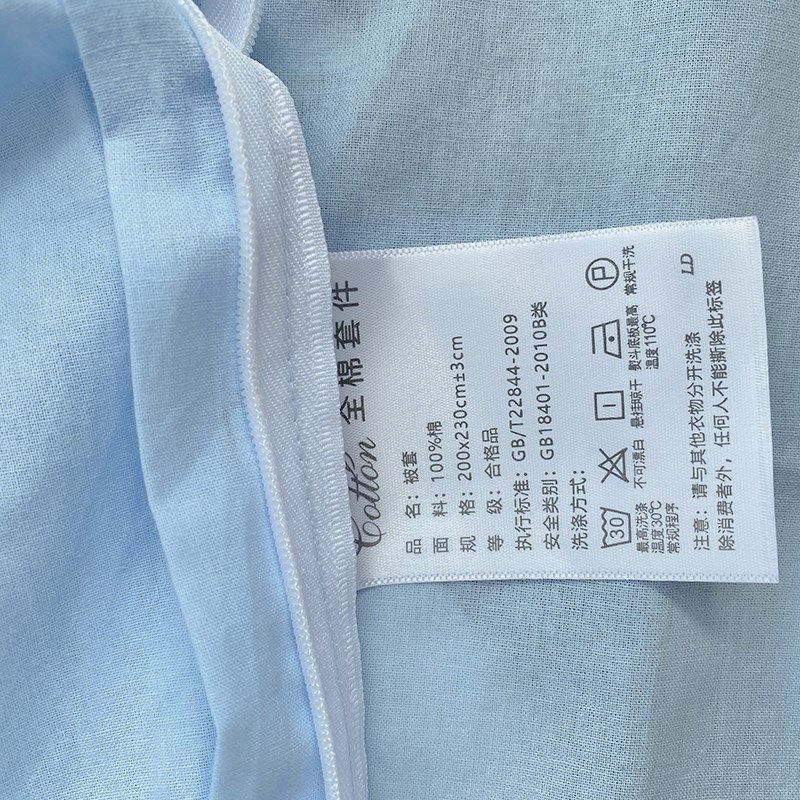 Cotton 全棉套件
品 名：被套
面 料：100%棉
规 格：200x230cm±3cm
等 级：合格品
执行标准：GB/T22844-2009
安全类别：GB18401-2010B类
洗涤方式：
30
P
最高洗涤
温度30℃
常规程序
不可漂白
悬挂晾干
熨斗底板最高
温度110℃
常规干洗
注意：请与其他衣物分开洗涤
除消费者外，任何人不能撕除此标签
LD